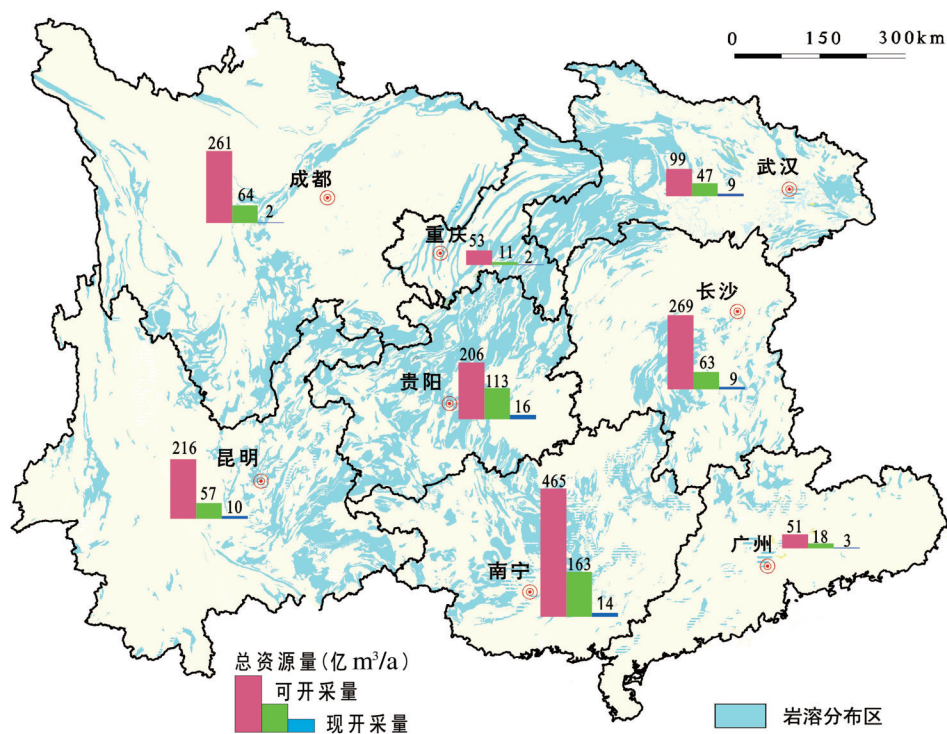 0 150 300km
261
64
2
成都
99
47
9
武汉
重庆
53
11
2
长沙
269
63
9
206
113
16
贵阳
216
57
10
昆明
465
163
14
南宁
51
18
3
广州
总资源量(亿 m³/a)
可开采量
现开采量
岩溶分布区